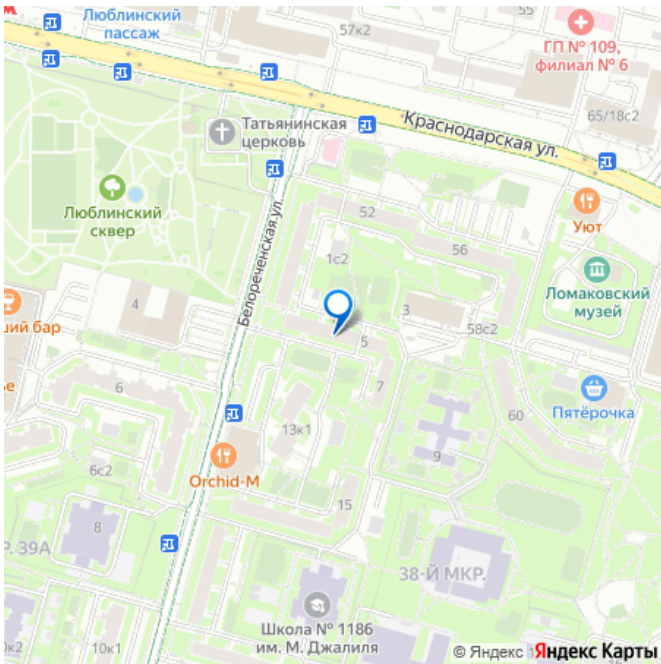 Люблинский
пассаж
57к2
55
ГП № 109,
филиал № 6
65/18с2
Краснодарская ул.
Татьянинская
церковь
Люблинский
сквер
Белореченская ул.
52
56
Уют
1с2
Ломаковский
музей
3
58с2
4
ший бар
5
7
6
Пятёрочка
60
13к1
9
Orchid-M
6с2
15
8
Р. 39А
38-Й МКР.
Школа № 1186
им. М. Джалиля
10к1
© Яндекс
Яндекс Карты